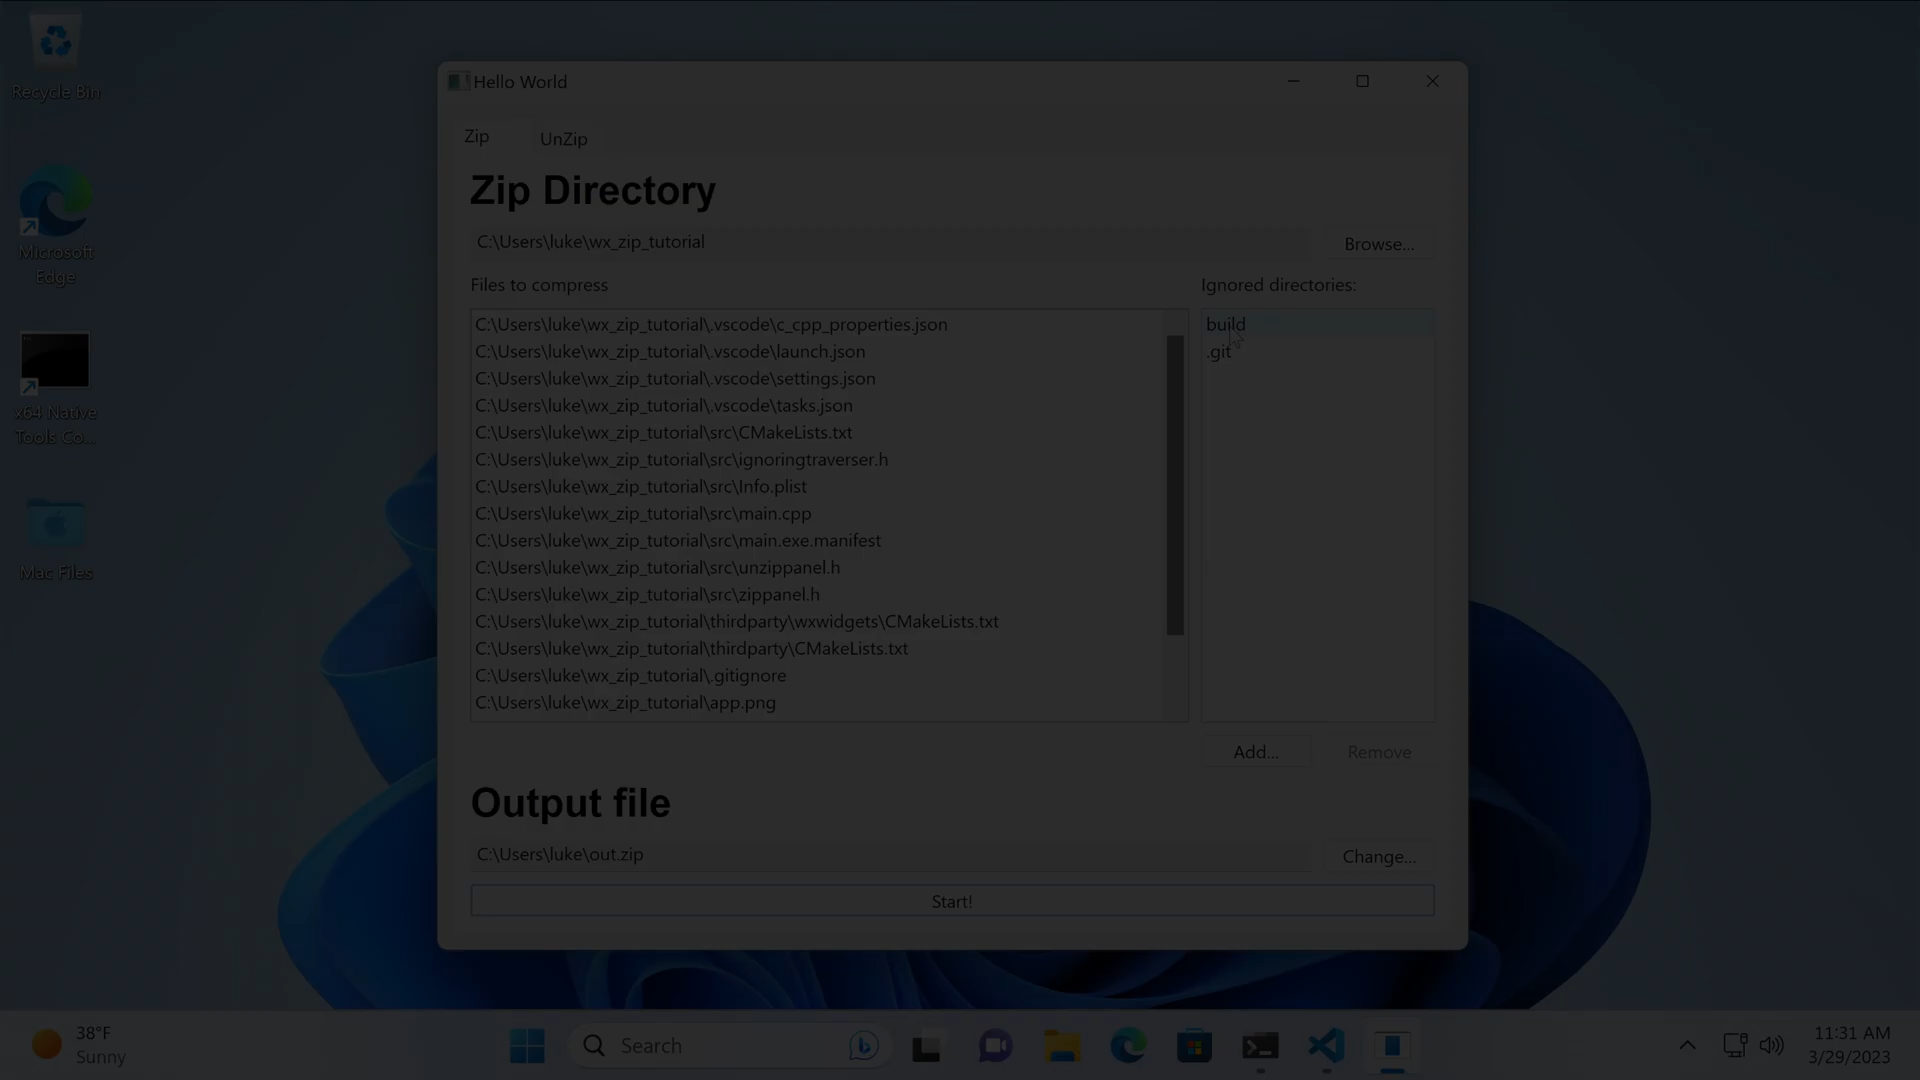 Recycle Bin
Microsoft
Edge
x64 Native
Tools Co...
Mac Files
Hello World
Zip
UnZip
Zip Directory
C:\Users\luke\wx_zip_tutorial
Browse...
Files to compress
Ignored directories:
C:\Users\luke\wx_zip_tutorial\.vscode\c_cpp_properties.json
C:\Users\luke\wx_zip_tutorial\.vscode\launch.json
C:\Users\luke\wx_zip_tutorial\.vscode\settings.json
C:\Users\luke\wx_zip_tutorial\.vscode\tasks.json
C:\Users\luke\wx_zip_tutorial\src\CMakeLists.txt
C:\Users\luke\wx_zip_tutorial\src\ignoringtraverser.h
C:\Users\luke\wx_zip_tutorial\src\Info.plist
C:\Users\luke\wx_zip_tutorial\src\main.cpp
C:\Users\luke\wx_zip_tutorial\src\main.exe.manifest
C:\Users\luke\wx_zip_tutorial\src\unzippanel.h
C:\Users\luke\wx_zip_tutorial\src\zippanel.h
C:\Users\luke\wx_zip_tutorial\thirdparty\wxwidgets\CMakeLists.txt
C:\Users\luke\wx_zip_tutorial\thirdparty\CMakeLists.txt
C:\Users\luke\wx_zip_tutorial\.gitignore
C:\Users\luke\wx_zip_tutorial\app.png
build
.git
Add...
Remove
Output file
C:\Users\luke\out.zip
Change...
Start!
38°F
Sunny
Search
11:31 AM
3/29/2023